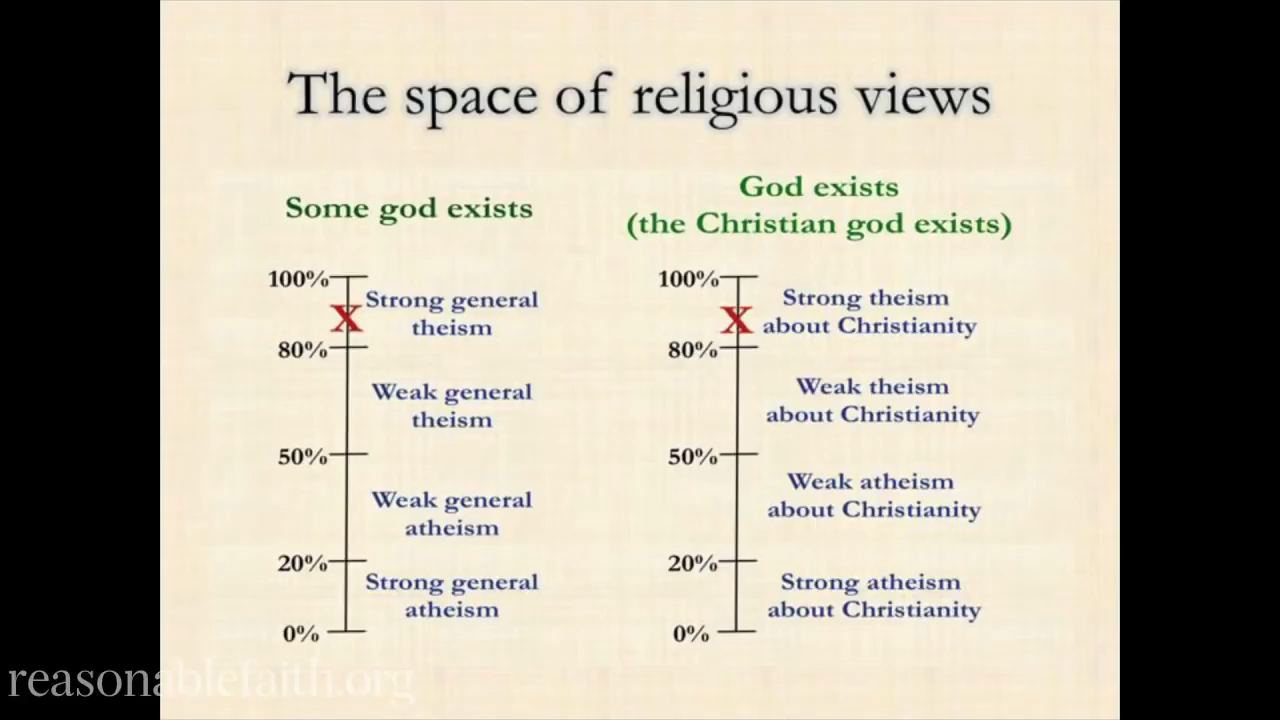 The space of religious views
Some god exists
100%
X
Strong general
theism
80%
Weak general
theism
50%
Weak general
atheism
20%
Strong general
atheism
0%
God exists
(the Christian god exists)
100%
X
Strong theism
about Christianity
80%
Weak theism
about Christianity
50%
Weak atheism
about Christianity
20%
Strong atheism
about Christianity
0%
reasonablefaith.org